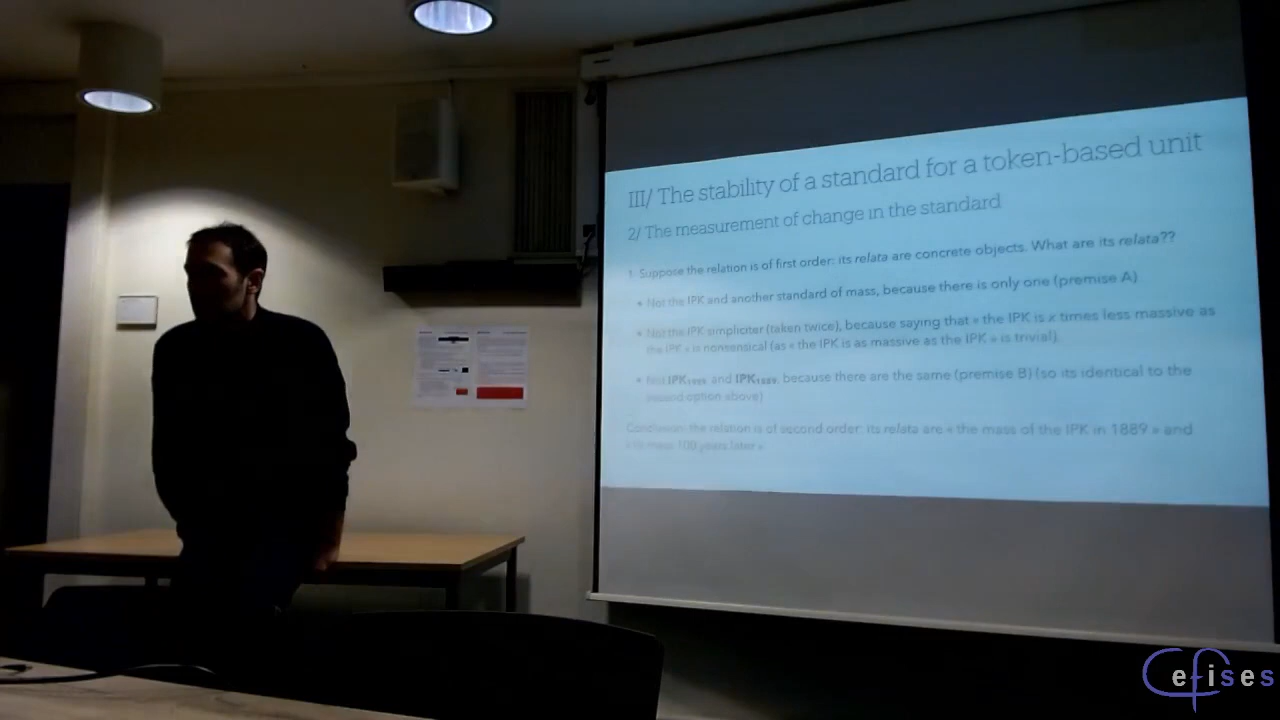 III/ The stability of a standard for a token-based unit
2/ The measurement of change in the standard
1. Suppose the relation is of first order: its relata are concrete objects. What are its relata??
• Not the IPK and another standard of mass, because there is only one (premise A)
• Not the IPK simpliciter (taken twice), because saying that « the IPK is x times less massive as
the IPK » is nonsensical (as « the IPK is as massive as the IPK » is trivial).
• Not IPK1989 and IPK1889, because there are the same (premise B) (so its identical to the
second option above)
Conclusion: the relation is of second order: its relata are « the mass of the IPK in 1889 » and
« its mass 100 years later »
Cefises